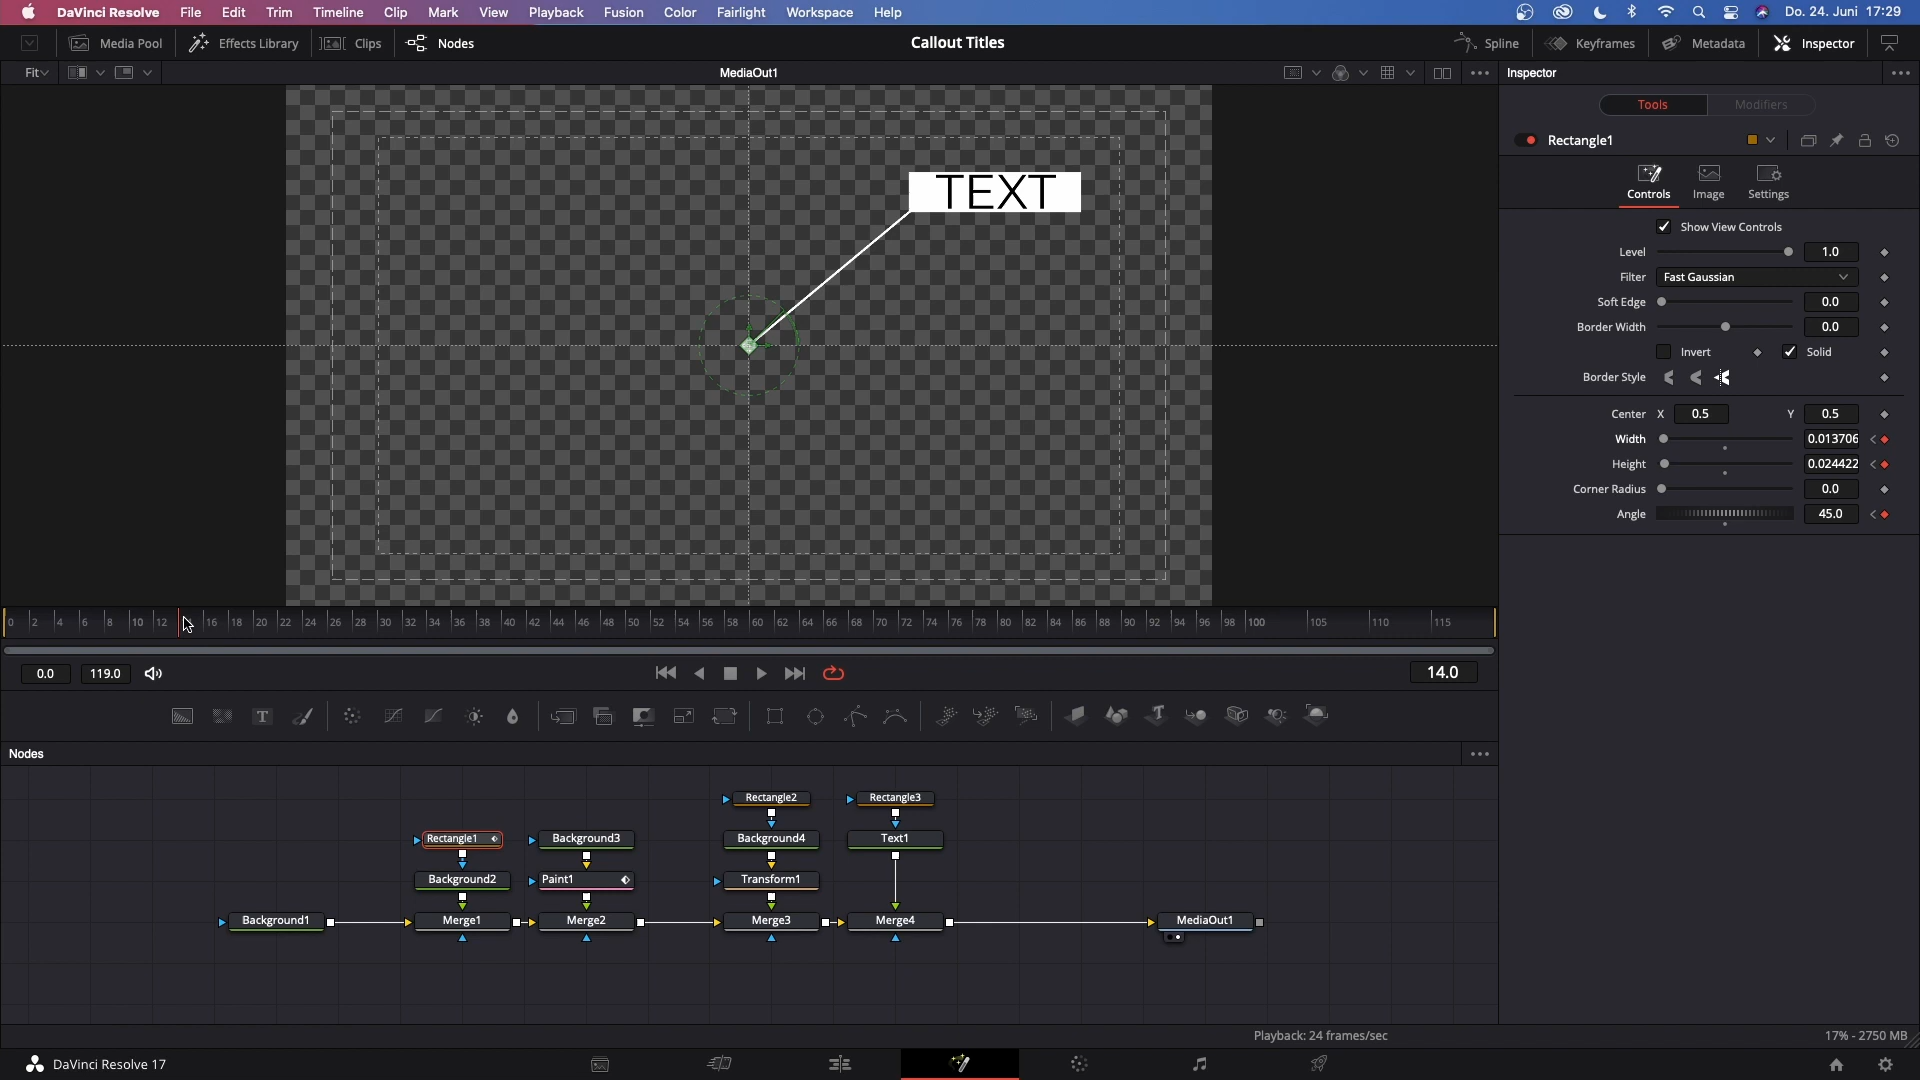 DaVinci Resolve File Edit Trim Timeline Clip Mark View Playback Fusion Color Fairlight Workspace Help Do. 24. Juni 17:29
Media Pool Effects Library Clips Nodes Callout Titles Spline Keyframes Metadata Inspector
Fit MediaOut1 Inspector
Tools Modifiers
Rectangle1
Controls Image Settings
Show View Controls
Level 1.0
Filter Fast Gaussian
Soft Edge 0.0
Border Width 0.0
Invert Solid
Border Style
Center X 0.5 Y 0.5
Width 0.013706
Height 0.024422
Corner Radius 0.0
Angle 45.0
TEXT
0 2 4 6 8 10 12 16 18 20 22 24 26 28 30 32 34 36 38 40 42 44 46 48 50 52 54 56 58 60 62 64 66 68 70 72 74 76 78 80 82 84 86 88 90 92 94 96 98 100 105 110 115
0.0 119.0 14.0
Nodes
Rectangle2 Rectangle3
Rectangle1 Background3 Background4 Text1
Background2 Paint1 Transform1
Background1 Merge1 Merge2 Merge3 Merge4 MediaOut1
Playback: 24 frames/sec 17% - 2750 MB
DaVinci Resolve 17